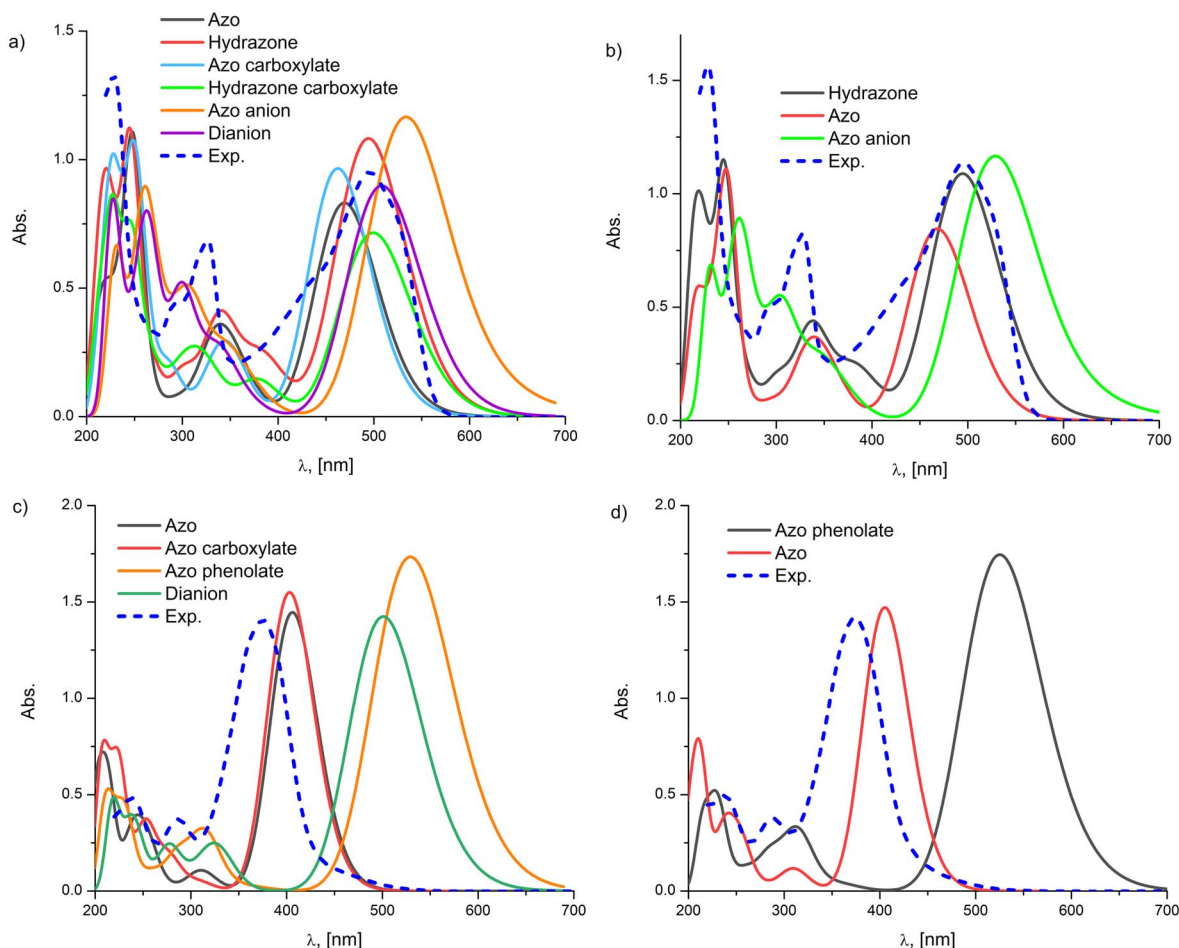 a)
Azo
Hydrazone
Azo carboxylate
Hydrazone carboxylate
Azo anion
Dianion
Exp.
1.5
1.0
0.5
0.0
Abs.
200 300 400 500 600 700
λ, [nm]
b)
Hydrazone
Azo
Azo anion
Exp.
1.5
1.0
0.5
0.0
Abs.
200 300 400 500 600 700
λ, [nm]
c)
Azo
Azo carboxylate
Azo phenolate
Dianion
Exp.
2.0
1.5
1.0
0.5
0.0
Abs.
200 300 400 500 600 700
λ, [nm]
d)
Azo phenolate
Azo
Exp.
2.0
1.5
1.0
0.5
0.0
Abs.
200 300 400 500 600 700
λ, [nm]